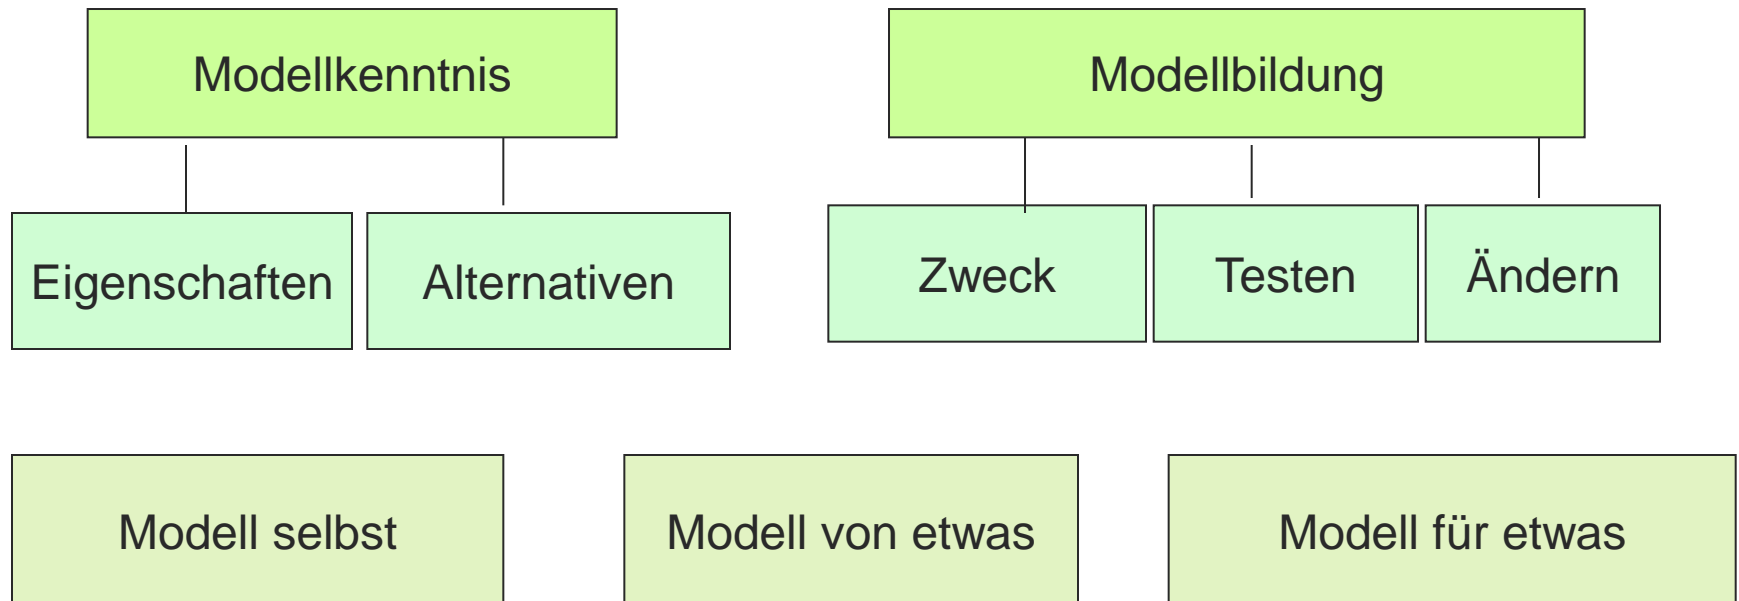 Modellkenntnis
Modellbildung
Eigenschaften
Alternativen
Zweck
Testen
Ändern
Modell selbst
Modell von etwas
Modell für etwas